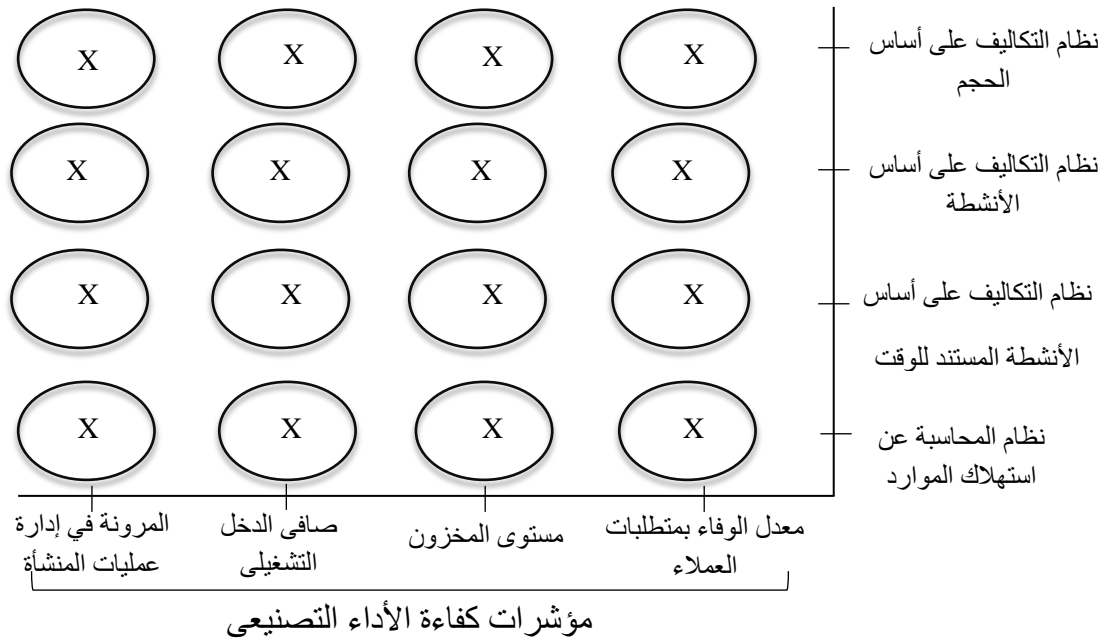 نظام التكاليف على أساس
الحجم
X X X X
نظام التكاليف على أساس
الأنشطة
X X X X
نظام التكاليف على أساس
الأنشطة المستند للوقت
X X X X
نظام المحاسبة عن
استهلاك الموارد
X X X X
معدل الوفاء بمتطلبات
العملاء
مستوى المخزون
صافى الدخل
التشغيلى
المرونة في إدارة
عمليات المنشأة
مؤشرات كفاءة الأداء التصنيعى